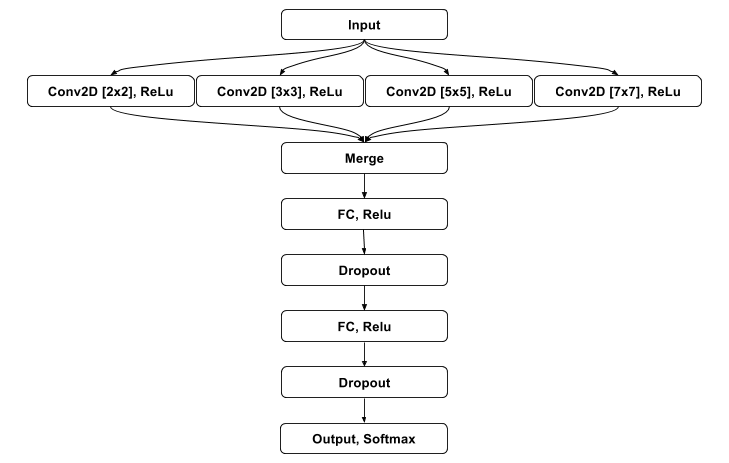 Input
Conv2D [2x2], ReLu
Conv2D [3x3], ReLu
Conv2D [5x5], ReLu
Conv2D [7x7], ReLu
Merge
FC, Relu
Dropout
FC, Relu
Dropout
Output, Softmax